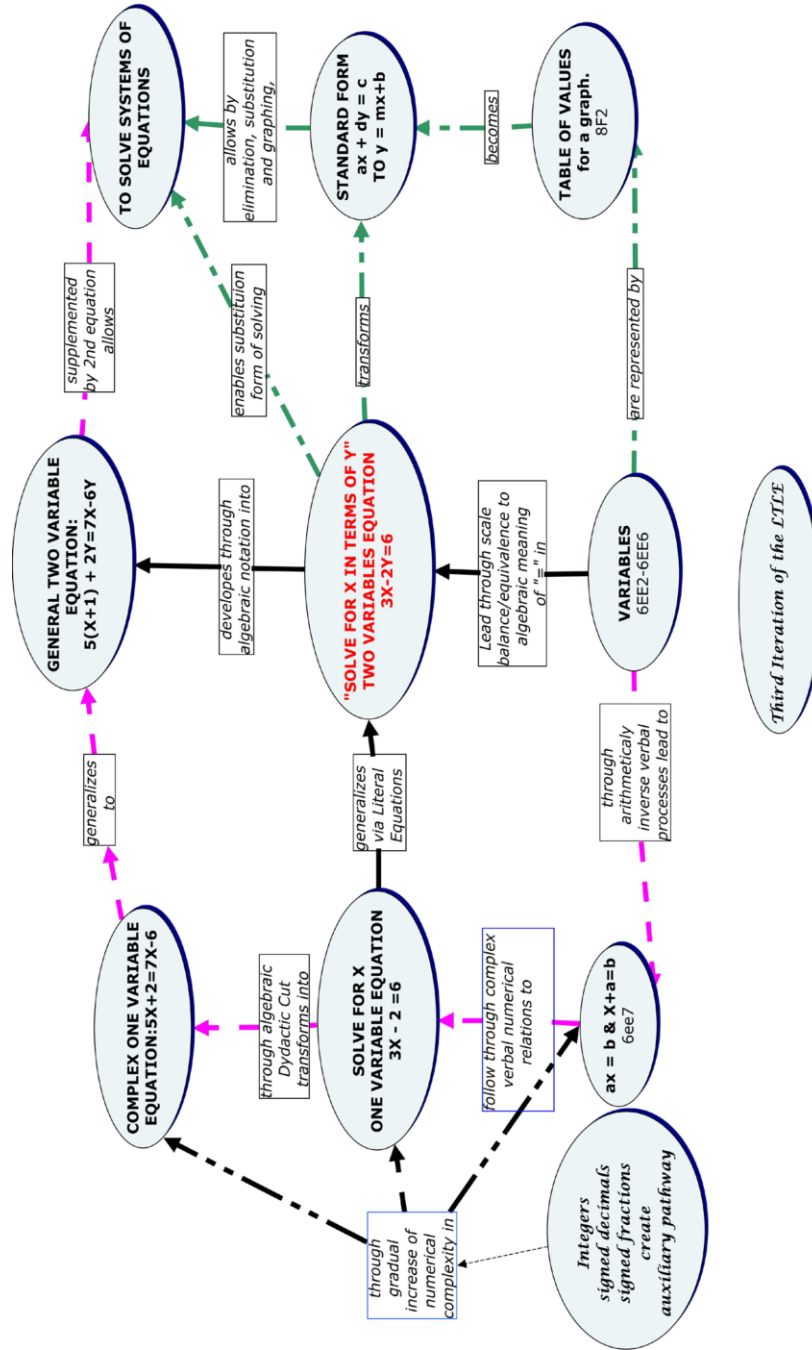 COMPLEX ONE VARIABLE
EQUATION:5X+2=7X-6
generalizes
to
GENERAL TWO VARIABLE
EQUATION:
5(X+1) + 2Y=7X-6Y
supplemented
by 2nd equation
allows
TO SOLVE SYSTEMS OF
EQUATIONS
through algebraic
Dydactic Cut
transforms into
developes through
algebraic notation into
enables substituion
form of solving
allows by
elimination, substitution
and graphing,
through
gradual
increase of
numerical
complexity in
SOLVE FOR X
ONE VARIABLE EQUATION
3X - 2 =6
generalizes
via Literal
Equations
"SOLVE FOR X IN TERMS OF Y"
TWO VARIABLES EQUATION
3X-2Y=6
transforms
STANDARD FORM
ax + dy = c
TO y = mx+b
follow through complex
verbal numerical
relations to
Lead through scale
balance/equivalence to
algebraic meaning
of "=" in
becomes
Integers
signed decimals
signed fractions
create
auxiliary pathway
ax = b & X+a=b
6ee7
through
arithmeticaly
inverse verbal
processes lead to
VARIABLES
6EE2-6EE6
are represented by
TABLE OF VALUES
for a graph.
8F2
Third Iteration of the LTLE